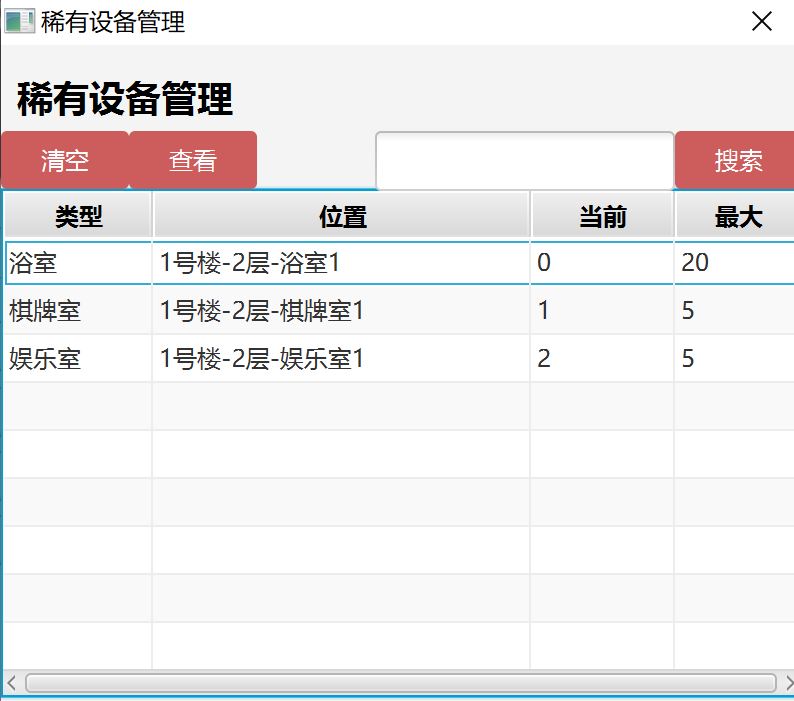 稀有设备管理
稀有设备管理
清空 查看 搜索
类型 位置 当前 最大
浴室 1号楼-2层-浴室1 0 20
棋牌室 1号楼-2层-棋牌室1 1 5
娱乐室 1号楼-2层-娱乐室1 2 5